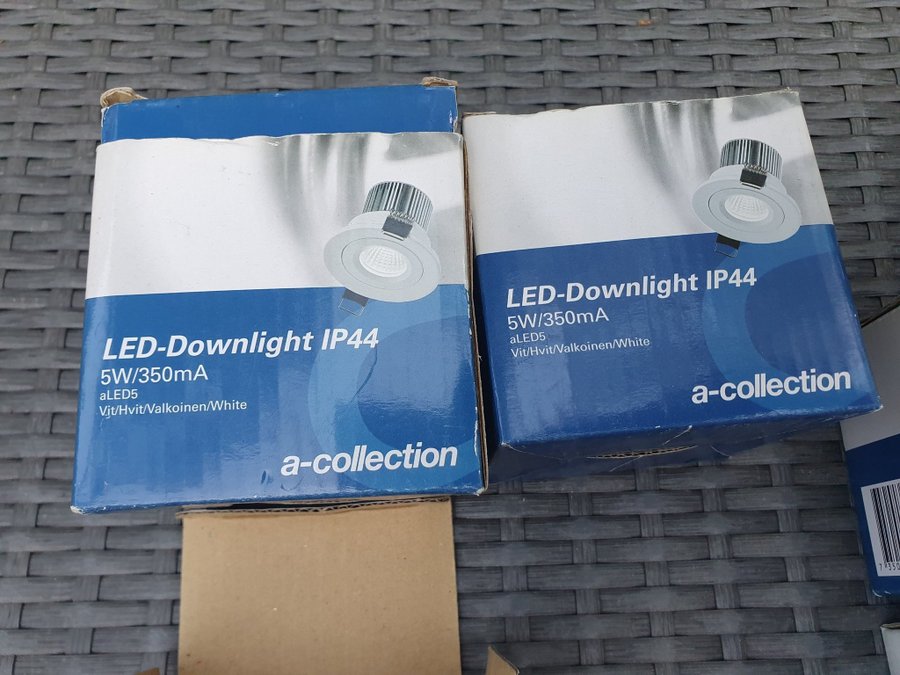 LED-Downlight IP44
5W/350mA
aLED5
Vit/Hvit/Valkoinen/White
a-collection
LED-Downlight IP44
5W/350mA
aLED5
Vit/Hvit/Valkoinen/White
a-collection